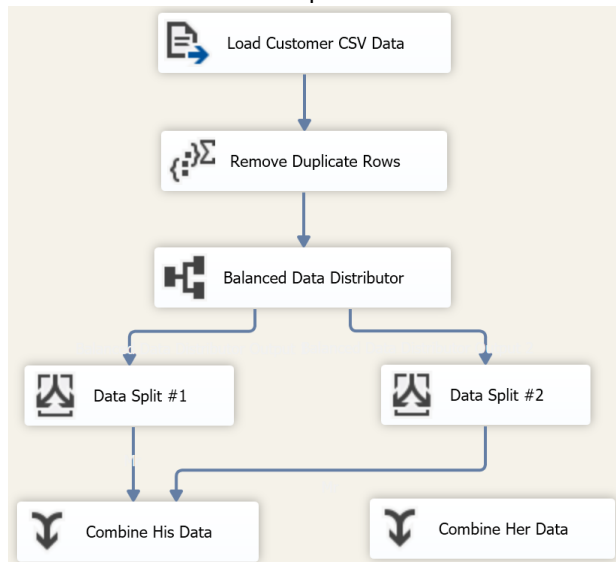 Load Customer CSV Data
Remove Duplicate Rows
Balanced Data Distributor
Data Split #1
Data Split #2
Combine His Data
Combine Her Data